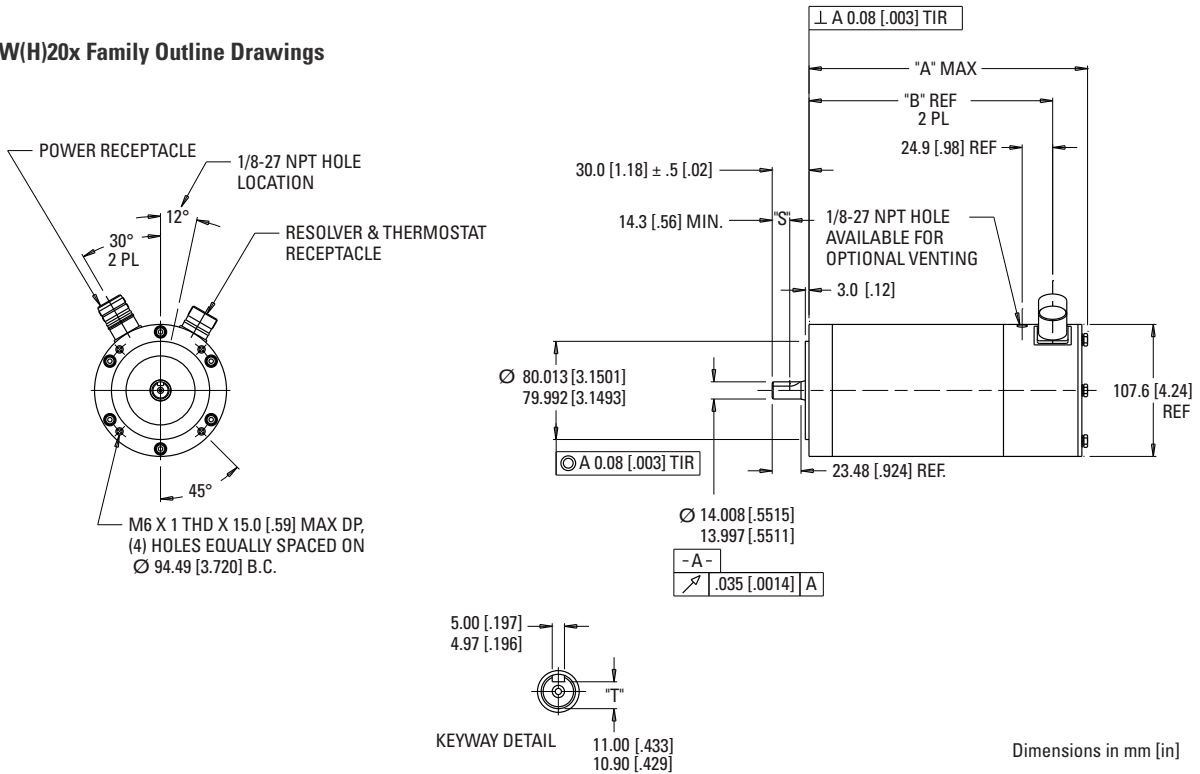 W(H)20x Family Outline Drawings
⊥ A 0.08 [.003] TIR
"A" MAX
"B" REF
2 PL
24.9 [.98] REF
30.0 [1.18] ± .5 [.02]
14.3 [.56] MIN.
"S"
1/8-27 NPT HOLE
AVAILABLE FOR
OPTIONAL VENTING
3.0 [.12]
POWER RECEPTACLE
1/8-27 NPT HOLE
LOCATION
12°
30°
2 PL
RESOLVER & THERMOSTAT
RECEPTACLE
45°
M6 X 1 THD X 15.0 [.59] MAX DP,
(4) HOLES EQUALLY SPACED ON
Ø 94.49 [3.720] B.C.
Ø 80.013 [3.1501]
79.992 [3.1493]
◎ A 0.08 [.003] TIR
107.6 [4.24]
REF
23.48 [.924] REF.
Ø 14.008 [.5515]
13.997 [.5511]
-A-
↗ .035 [.0014] A
5.00 [.197]
4.97 [.196]
"T"
KEYWAY DETAIL
11.00 [.433]
10.90 [.429]
Dimensions in mm [in]